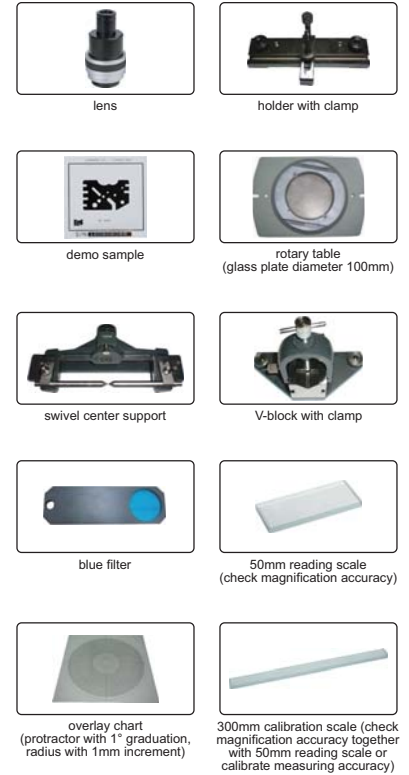 lens
holder with clamp
demo sample
rotary table
(glass plate diameter 100mm)
swivel center support
V-block with clamp
blue filter
50mm reading scale
(check magnification accuracy)
overlay chart
(protractor with 1° graduation,
radius with 1mm increment)
300mm calibration scale (check
magnification accuracy together
with 50mm reading scale or
calibrate measuring accuracy)